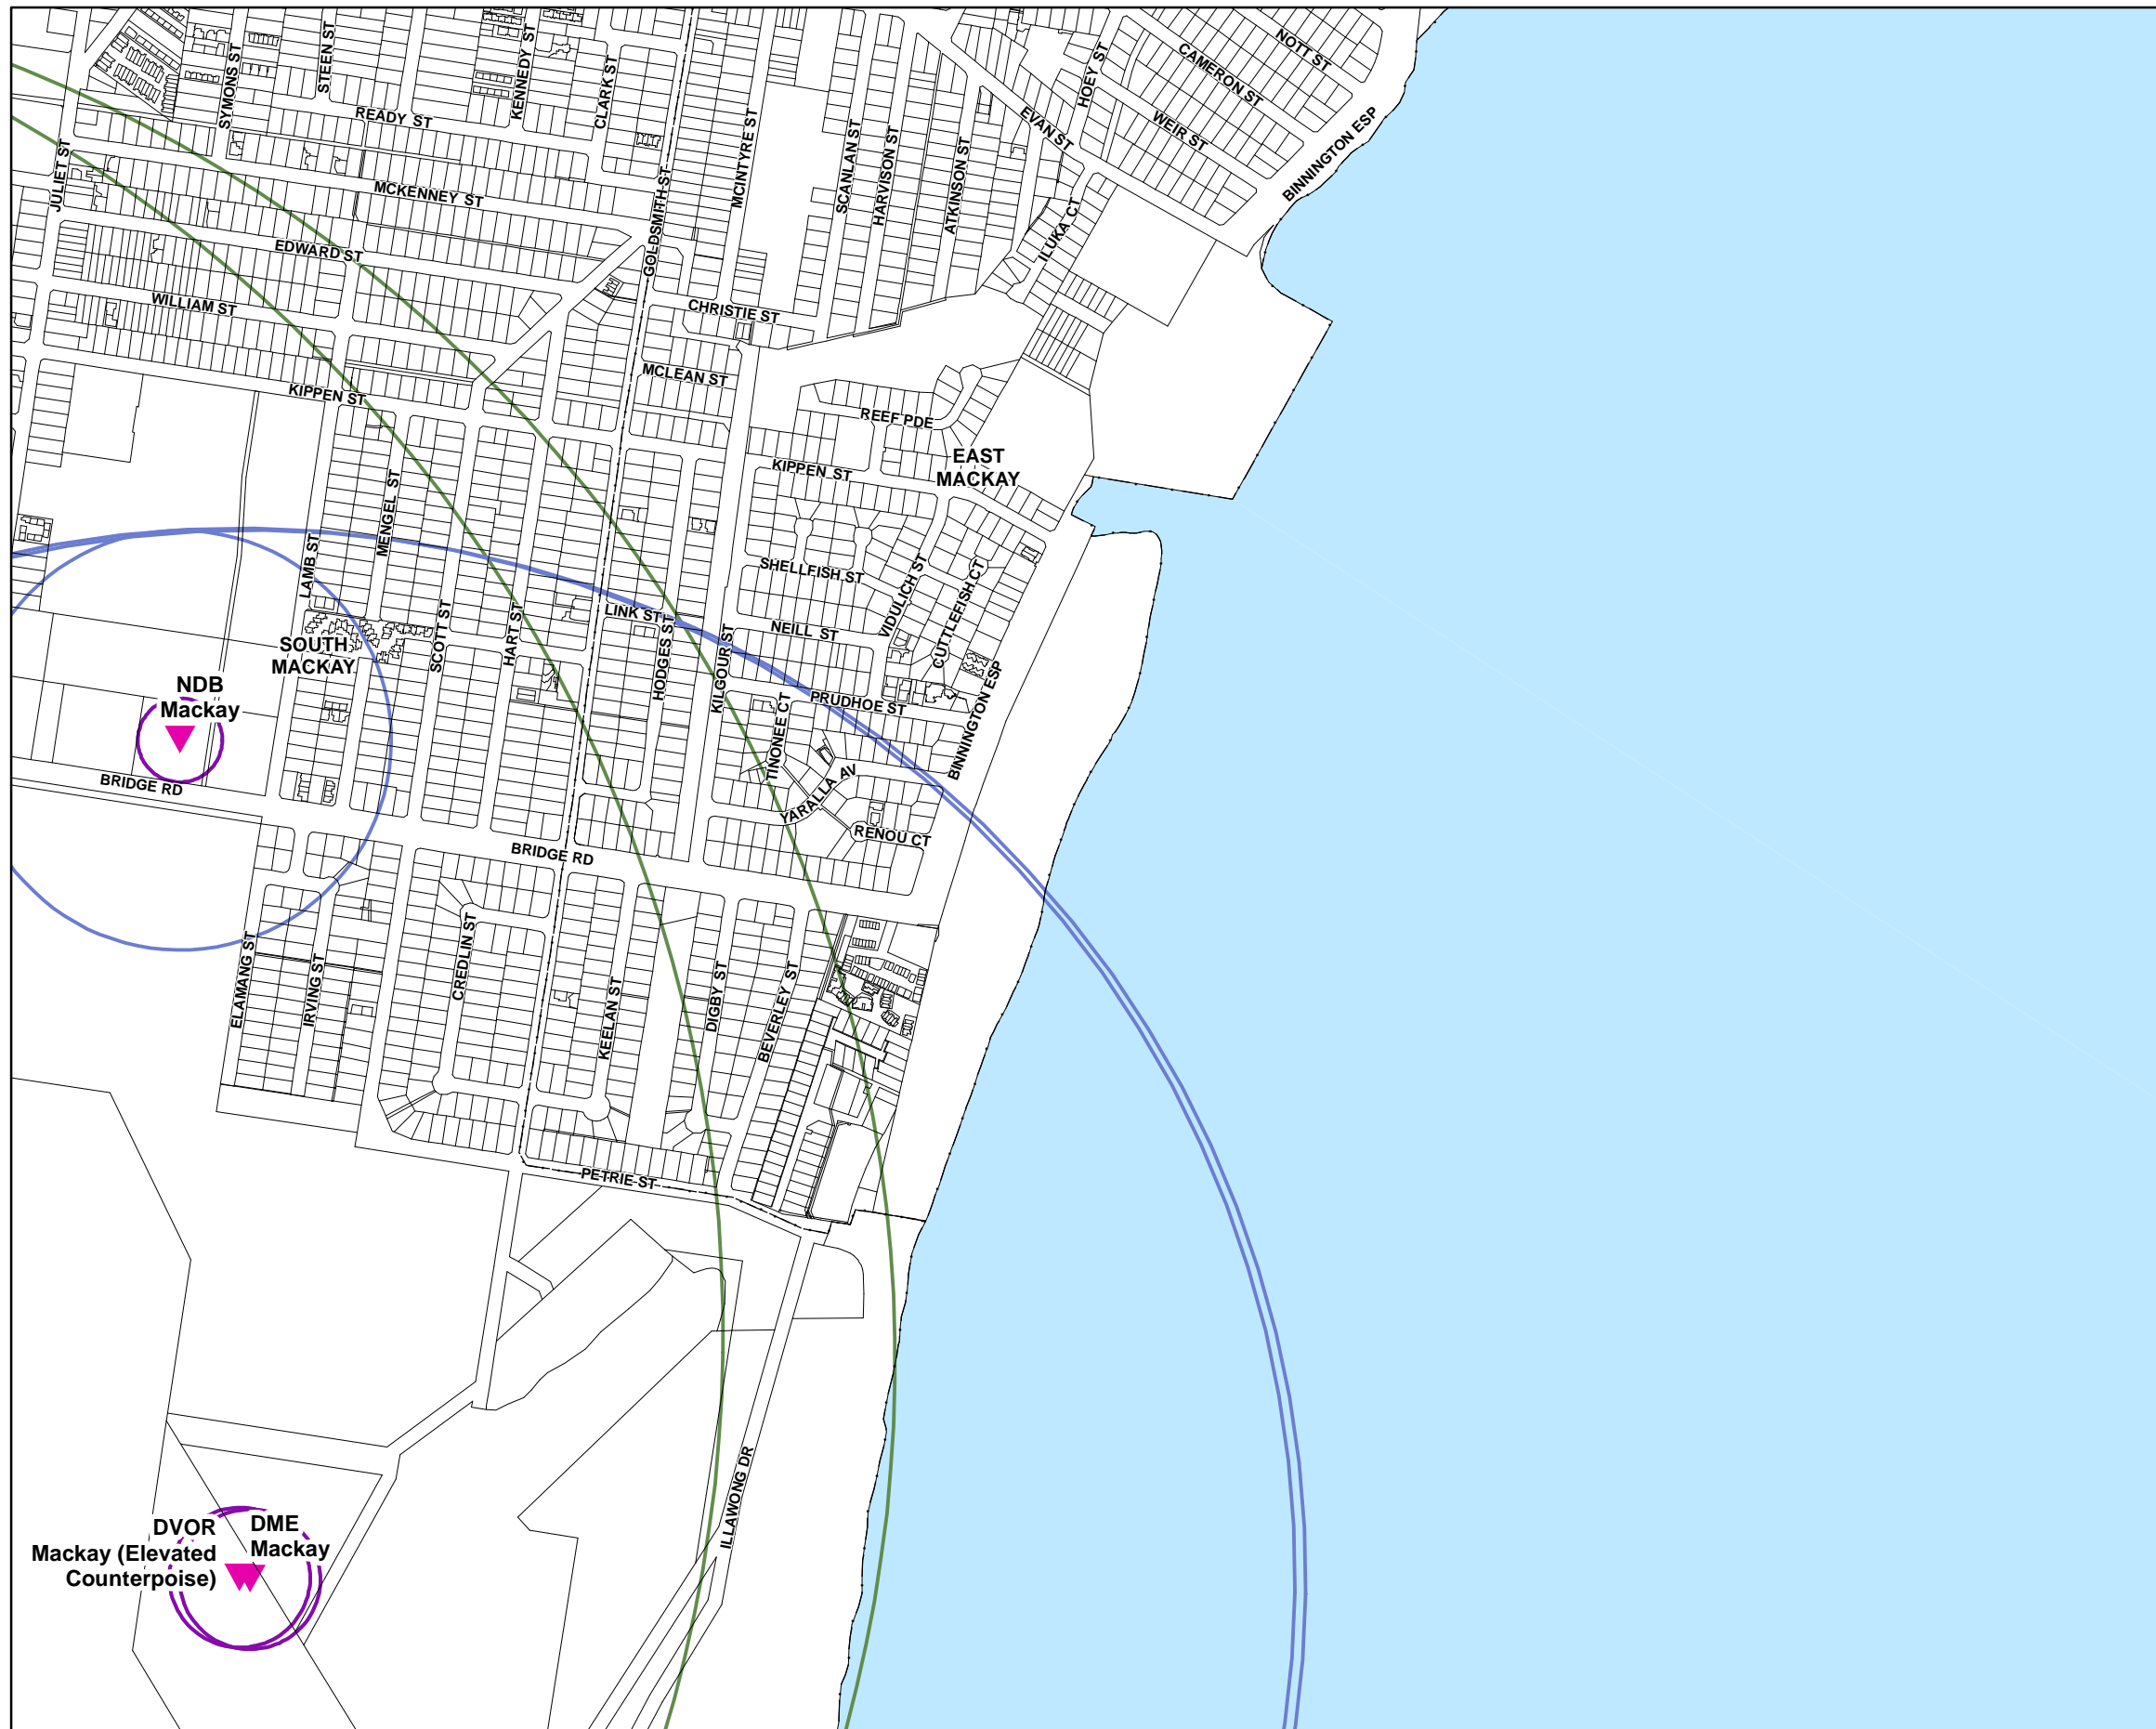 NOTT ST
CAMERON ST
HOEY ST
STEEN ST
SYMONS ST
KENNEDY ST
CLARK ST
READY ST
EVAN ST
WEIR ST
BINNINGTON ESP
JULIET ST
MCINTYRE ST
SCANLAN ST
HARVISON ST
ATKINSON ST
MCKENNEY ST
GOLDSMITH ST
ILUKA CT
EDWARD ST
WILLIAM ST
CHRISTIE ST
MCLEAN ST
KIPPEN ST
REEF PDE
KIPPEN ST
EAST
MACKAY
MENGEL ST
LAMB ST
SHELLFISH ST
VIDULICH ST
CUTTLEFISH CT
LINK ST
NEILL ST
SCOTT ST
HART ST
HODGES ST
KILGOUR ST
SOUTH
MACKAY
NDB
Mackay
PRUDHOE ST
TINONEE CT
BINNINGTON ESP
BRIDGE RD
YARALLA AV
RENOU CT
BRIDGE RD
ELAMANG ST
IRVING ST
CREDLIN ST
KEELAN ST
DIGBY ST
BEVERLEY ST
PETRIE ST
ILLAWONG DR
DVOR
Mackay (Elevated
Counterpoise)
DME
Mackay